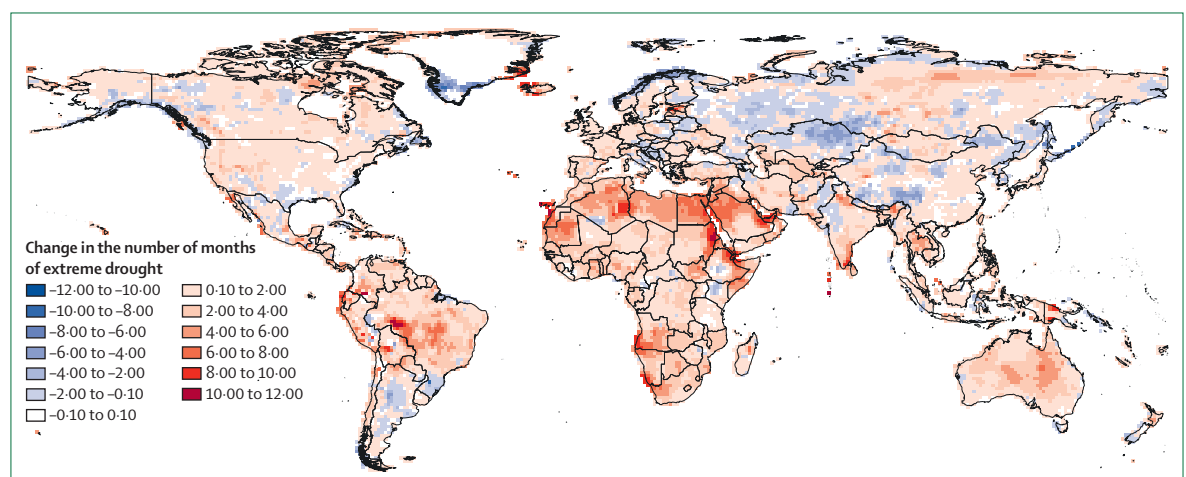 Change in the number of months
of extreme drought
–12·00 to –10·00
–10·00 to –8·00
–8·00 to –6·00
–6·00 to –4·00
–4·00 to –2·00
–2·00 to –0·10
–0·10 to 0·10
0·10 to 2·00
2·00 to 4·00
4·00 to 6·00
6·00 to 8·00
8·00 to 10·00
10·00 to 12·00